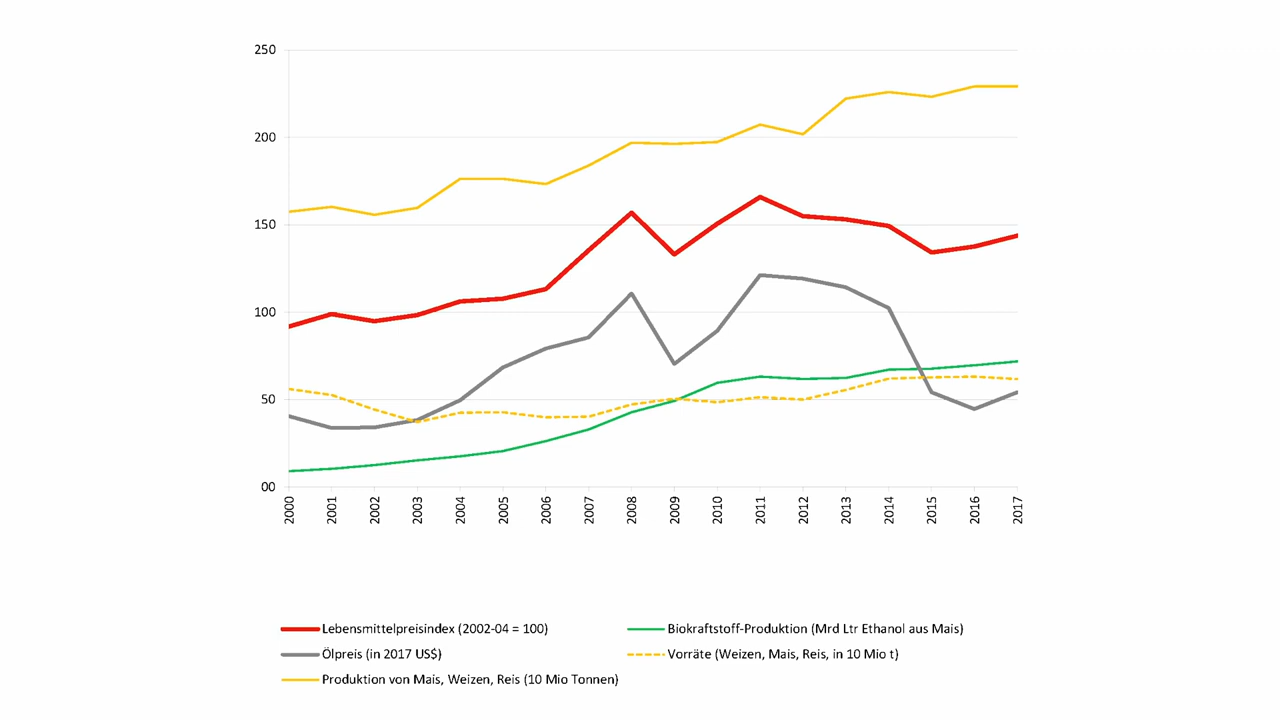 250
200
150
100
50
00
2000 2001 2002 2003 2004 2005 2006 2007 2008 2009 2010 2011 2012 2013 2014 2015 2016 2017
Lebensmittelpreisindex (2002-04 = 100) Biokraftstoff-Produktion (Mrd Ltr Ethanol aus Mais)
Ölpreis (in 2017 US$) Vorräte (Weizen, Mais, Reis, in 10 Mio t)
Produktion von Mais, Weizen, Reis (10 Mio Tonnen)